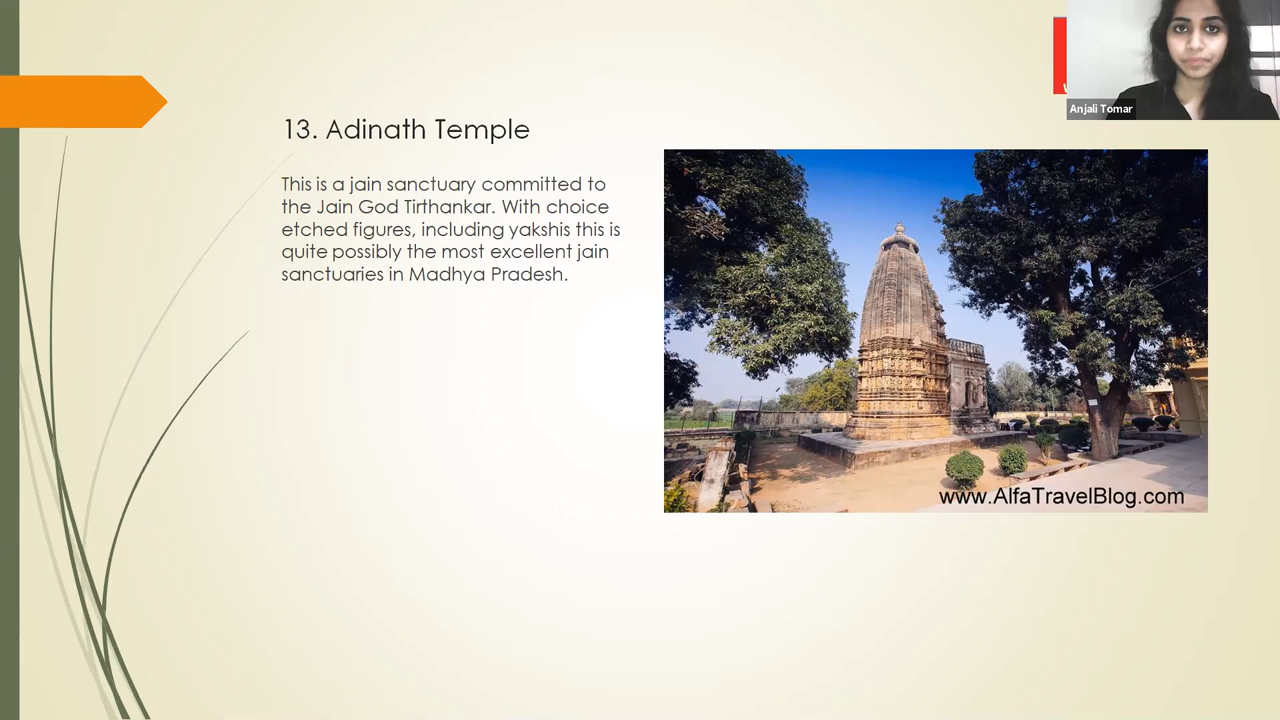 13. Adinath Temple
This is a jain sanctuary committed to
the Jain God Tirthankar. With choice
etched figures, including yakshis this is
quite possibly the most excellent jain
sanctuaries in Madhya Pradesh.
www.AlfaTravelBlog.com
Anjali Tomar